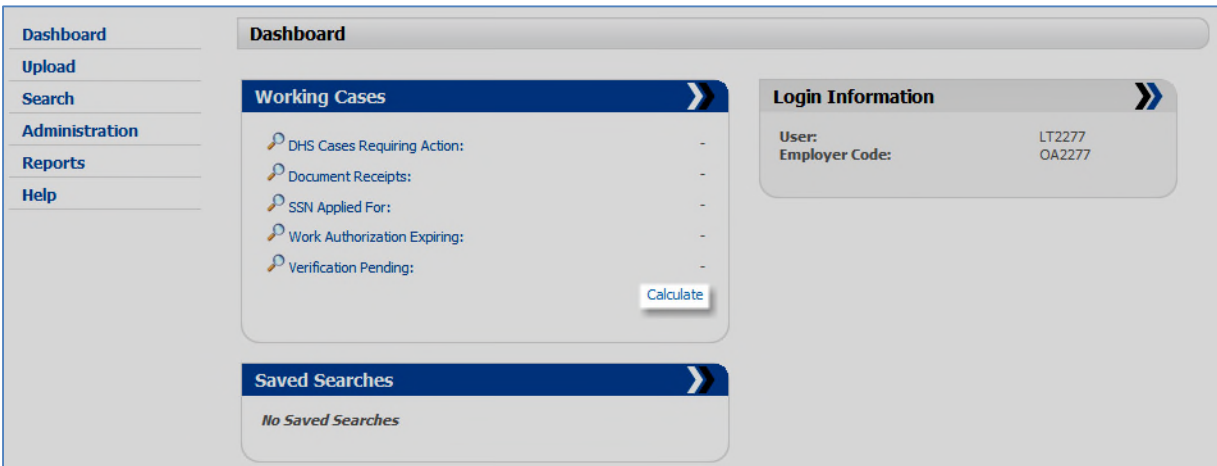 Dashboard
Upload
Search
Administration
Reports
Help
Dashboard
Working Cases
DHS Cases Requiring Action: -
Document Receipts: -
SSN Applied For: -
Work Authorization Expiring: -
Verification Pending: -
Calculate
Saved Searches
No Saved Searches
Login Information
User: LT2277
Employer Code: OA2277